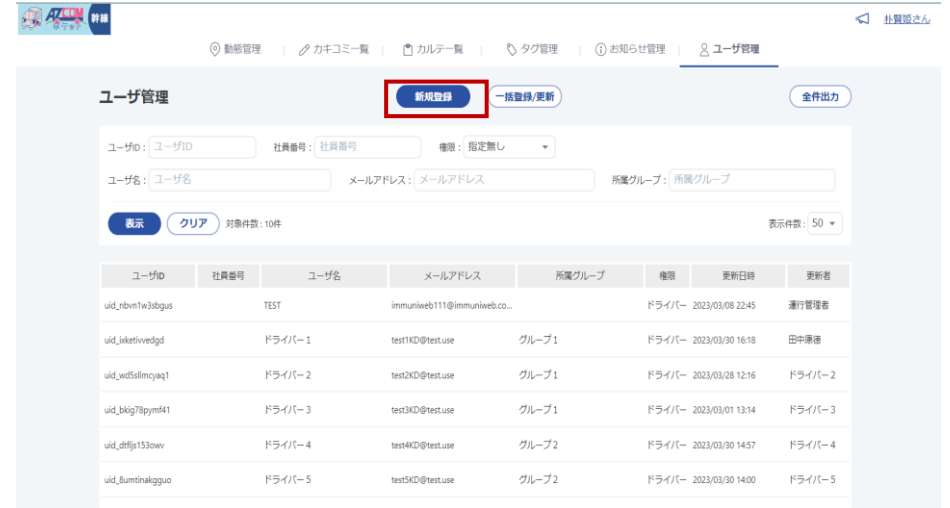 AZ-COM 幹線
朴賢姫さん
動態管理 カキコミ一覧 カルテ一覧 タグ管理 お知らせ管理 ユーザ管理
ユーザ管理 新規登録 一括登録/更新 全件出力
ユーザID： ユーザID 社員番号： 社員番号 権限： 指定無し
ユーザ名： ユーザ名 メールアドレス： メールアドレス 所属グループ： 所属グループ
表示 クリア 対象件数：10件 表示件数： 50
ユーザID 社員番号 ユーザ名 メールアドレス 所属グループ 権限 更新日時 更新者
uid_nbvn1w3sbgus TEST immuniweb111@immuniweb.co... ドライバー 2023/03/08 22:45 運行管理者
uid_ixketivvedgd ドライバー1 test1KD@test.use グループ1 ドライバー 2023/03/30 16:18 田中康徳
uid_wd5sllmcyaq1 ドライバー2 test2KD@test.use グループ1 ドライバー 2023/03/28 12:16 ドライバー2
uid_bkig78pymf41 ドライバー3 test3KD@test.use グループ1 ドライバー 2023/03/01 13:14 ドライバー3
uid_dtfljs153owv ドライバー4 test4KD@test.use グループ2 ドライバー 2023/03/30 14:57 ドライバー4
uid_8umtinakgguo ドライバー5 test5KD@test.use グループ2 ドライバー 2023/03/30 14:00 ドライバー5